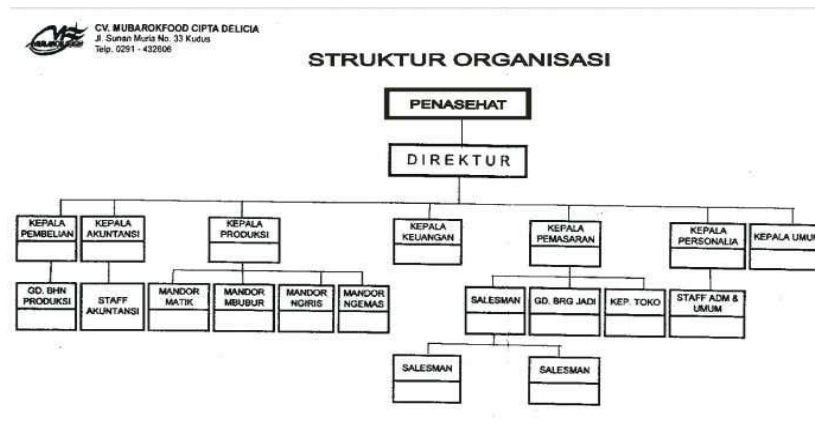 CV. MUBAROKFOOD CIPTA DELICIA
Jl. Sunan Muria No. 33 Kudus
Telp. 0291 - 432606
STRUKTUR ORGANISASI
PENASEHAT
DIREKTUR
KEPALA PEMBELIAN
KEPALA AKUNTANSI
KEPALA PRODUKSI
KEPALA KEUANGAN
KEPALA PEMASARAN
KEPALA PERSONALIA
KEPALA UMUM
GD. BHN PRODUKSI
STAFF AKUNTANSI
MANDOR MATIK
MANDOR MBUBUR
MANDOR NGIRIS
MANDOR NGEMAS
SALESMAN
GD. BRG JADI
KEP. TOKO
STAFF ADM & UMUM
SALESMAN
SALESMAN